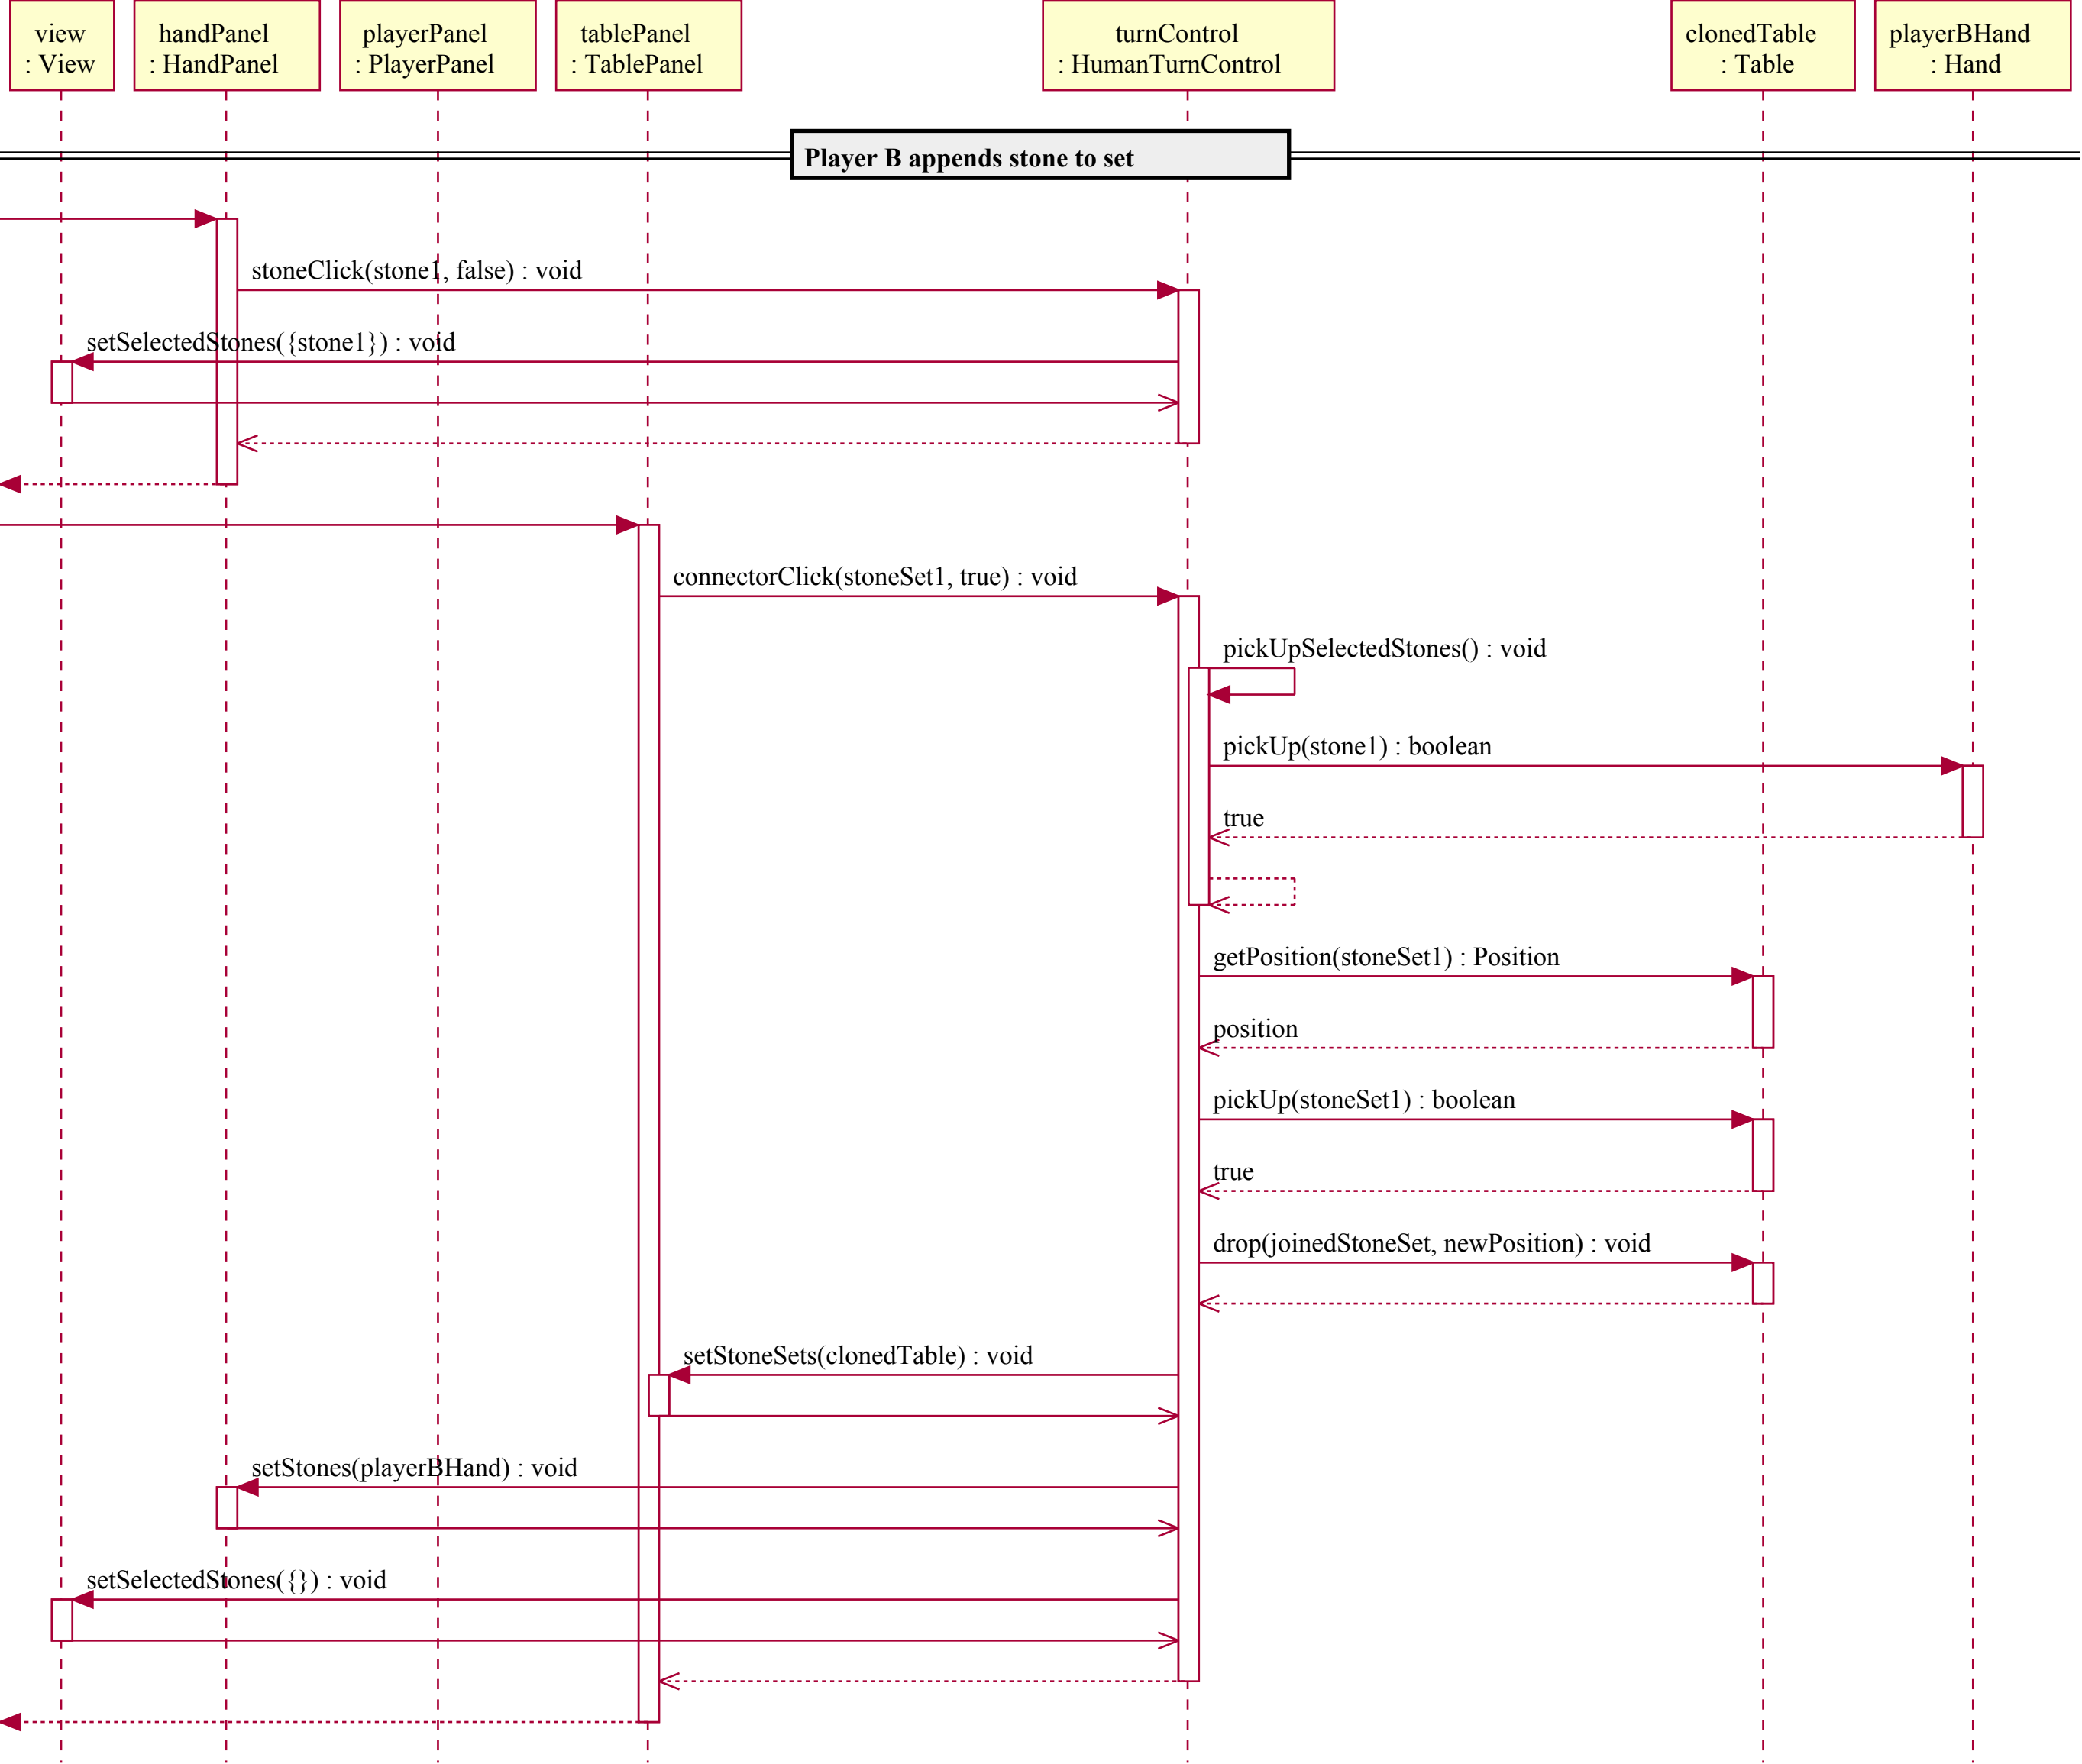 view
: View
handPanel
: HandPanel
playerPanel
: PlayerPanel
tablePanel
: TablePanel
turnControl
: HumanTurnControl
clonedTable
: Table
playerBHand
: Hand
Player B appends stone to set
stoneClick(stone1, false) : void
setSelectedStones({stone1}) : void
connectorClick(stoneSet1, true) : void
pickUpSelectedStones() : void
pickUp(stone1) : boolean
true
getPosition(stoneSet1) : Position
position
pickUp(stoneSet1) : boolean
true
drop(joinedStoneSet, newPosition) : void
setStoneSets(clonedTable) : void
setStones(playerBHand) : void
setSelectedStones({}) : void